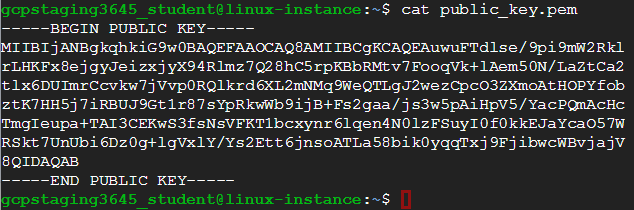 gcpstaging3645_student@linux-instance:~$ cat public_key.pem
-----BEGIN PUBLIC KEY-----
MIIBIjANBgkqhkiG9w0BAQEFAAOCAQ8AMIIBCgKCAQEAuwuFTdlse/9pi9mW2Rkl
rLHKFx8ejgyJeizxjyX94Rlmz7Q28hC5rpKBbRMtv7FooqVk+lAem50N/LaZtCa2
tlx6DUImrCcvkw7jVvp0RQlkrd6XL2mNMq9WeQTLgJ2wezCpcO3ZXmoAtHOPYfob
ztK7HH5j7iRBUJ9Gt1r87sYpRkwWb9ijB+Fs2gaa/js3w5pAiHpV5/YacPQmAcHc
TmgIeupa+TAI3CEKwS3fsNsVFKT1bcxynr6lqen4N0lzFSuyI0f0kkEJaYcaO57W
RSkt7UnUbi6Dz0g+lgVxlY/Ys2Ett6jnsoATLa58bik0yqqTxj9FjibwcWBvjajV
8QIDAQAB
-----END PUBLIC KEY-----
gcpstaging3645_student@linux-instance:~$